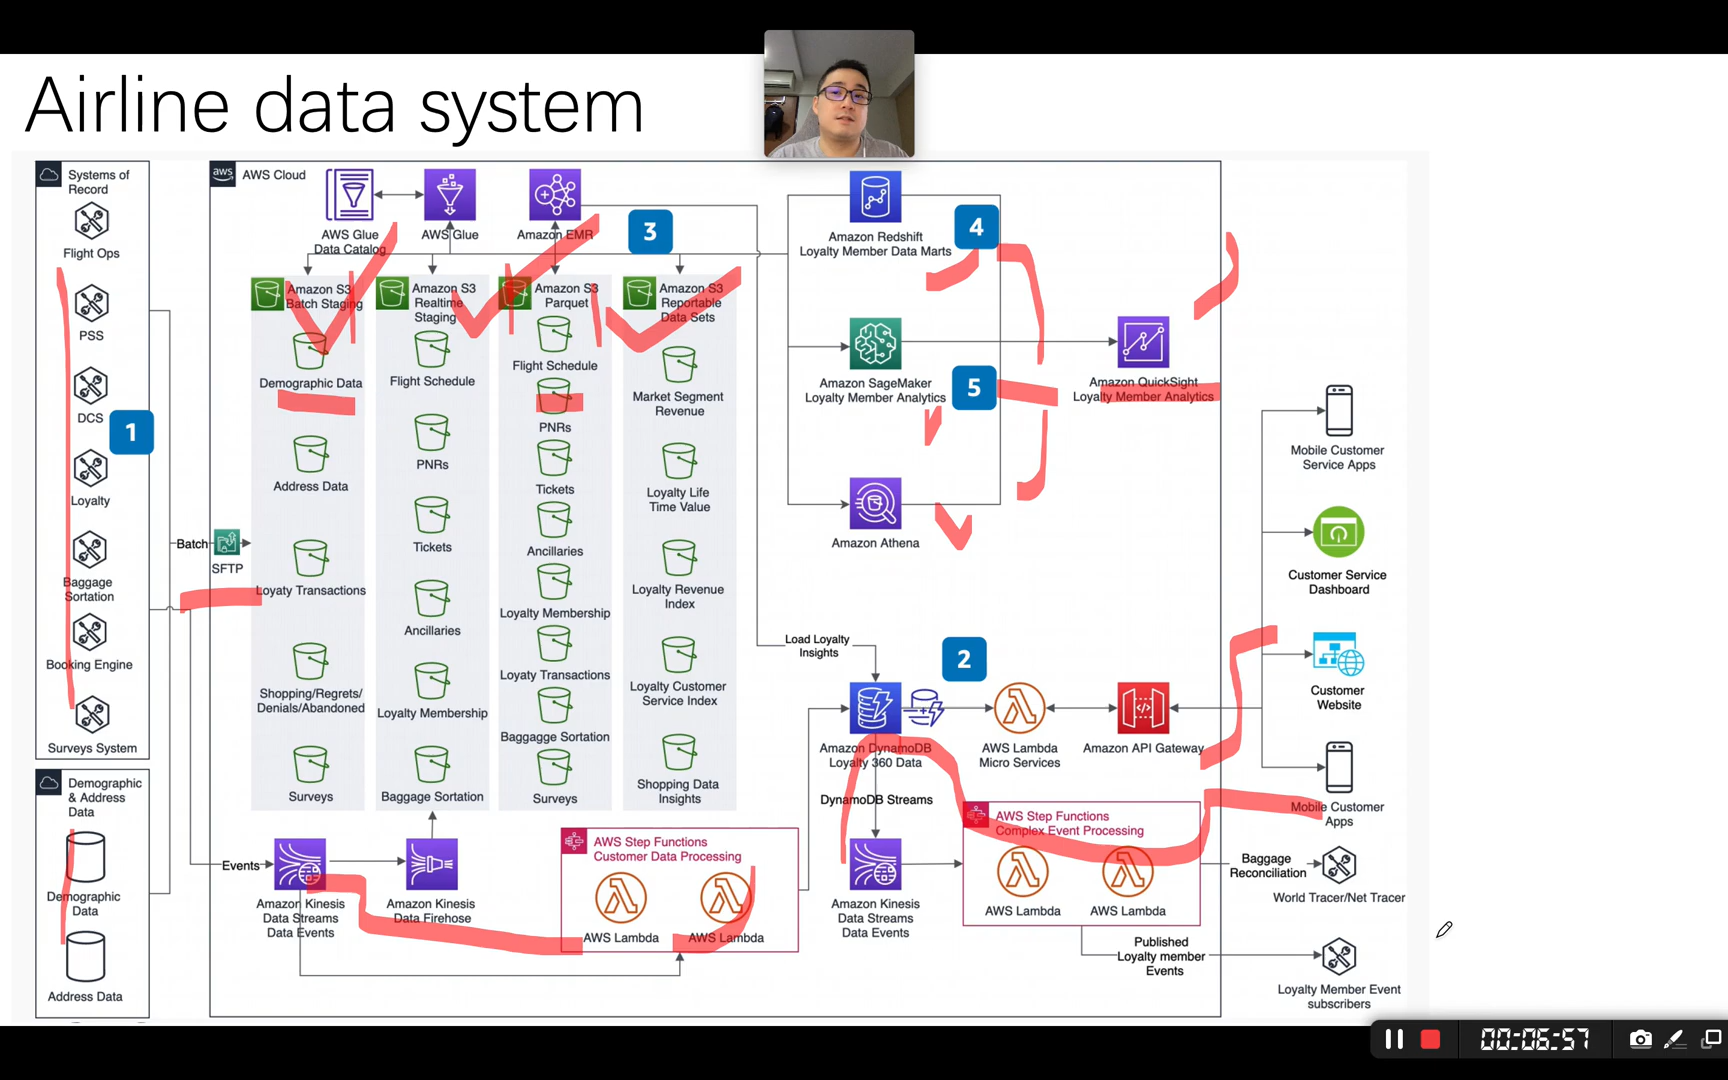 Airline data system
Systems of
Record
Flight Ops
PSS
DCS
1
Loyalty
Baggage
Sortation
Booking Engine
Surveys System
Demographic
& Address
Data
Demographic
Data
Address Data
Batch
SFTP
Events
aws
AWS Cloud
AWS Glue
Data Catalog
AWS Glue
Amazon EMR
3
Amazon S3
Batch Staging
Demographic Data
Address Data
Loyaty Transactions
Shopping/Regrets/
Denials/Abandoned
Surveys
Amazon S3
Realtime
Staging
Flight Schedule
PNRs
Tickets
Ancillaries
Loyalty Membership
Baggage Sortation
Amazon S3
Parquet
Flight Schedule
PNRs
Tickets
Ancillaries
Loyalty Membership
Loyaty Transactions
Baggagge Sortation
Surveys
Amazon S3
Reportable
Data Sets
Market Segment
Revenue
Loyalty Life
Time Value
Loyalty Revenue
Index
Loyalty Customer
Service Index
Shopping Data
Insights
Amazon Kinesis
Data Streams
Data Events
Amazon Kinesis
Data Firehose
AWS Step Functions
Customer Data Processing
AWS Lambda
AWS Lambda
Amazon Redshift
Loyalty Member Data Marts
4
Amazon SageMaker
Loyalty Member Analytics
5
Amazon QuickSight
Loyalty Member Analytics
Amazon Athena
Load Loyalty
Insights
2
Amazon DynamoDB
Loyalty 360 Data
AWS Lambda
Micro Services
Amazon API Gateway
DynamoDB Streams
Amazon Kinesis
Data Streams
Data Events
AWS Step Functions
Complex Event Processing
AWS Lambda
AWS Lambda
Published
Loyalty member
Events
Baggage
Reconciliation
Mobile Customer
Service Apps
Customer Service
Dashboard
Customer
Website
Mobile Customer
Apps
World Tracer/Net Tracer
Loyalty Member Event
subscribers
00:06:57